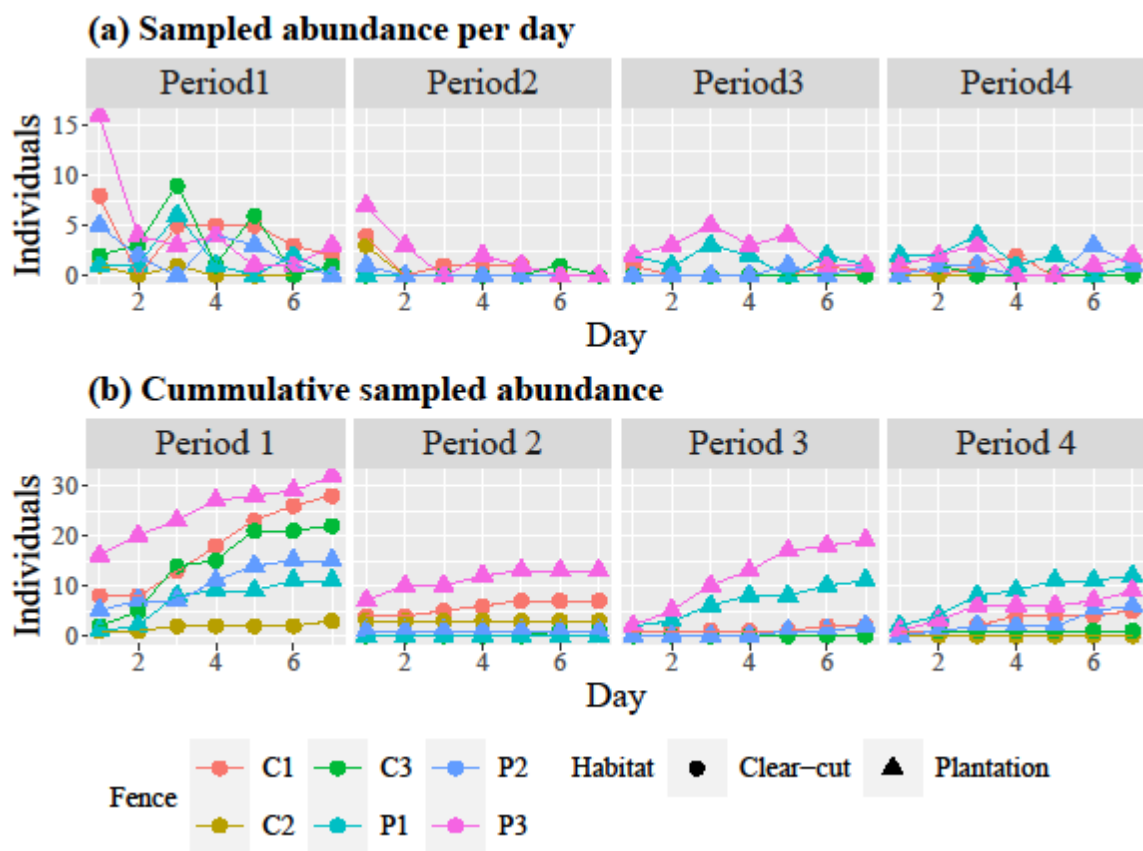 (a) Sampled abundance per day
Period1 Period2 Period3 Period4
Individuals
15
10
5
0
2 4 6 2 4 6 2 4 6 2 4 6
Day
(b) Cummulative sampled abundance
Period 1 Period 2 Period 3 Period 4
Individuals
30
20
10
0
2 4 6 2 4 6 2 4 6 2 4 6
Day
Fence
C1 C3 P2
C2 P1 P3
Habitat Clear−cut Plantation